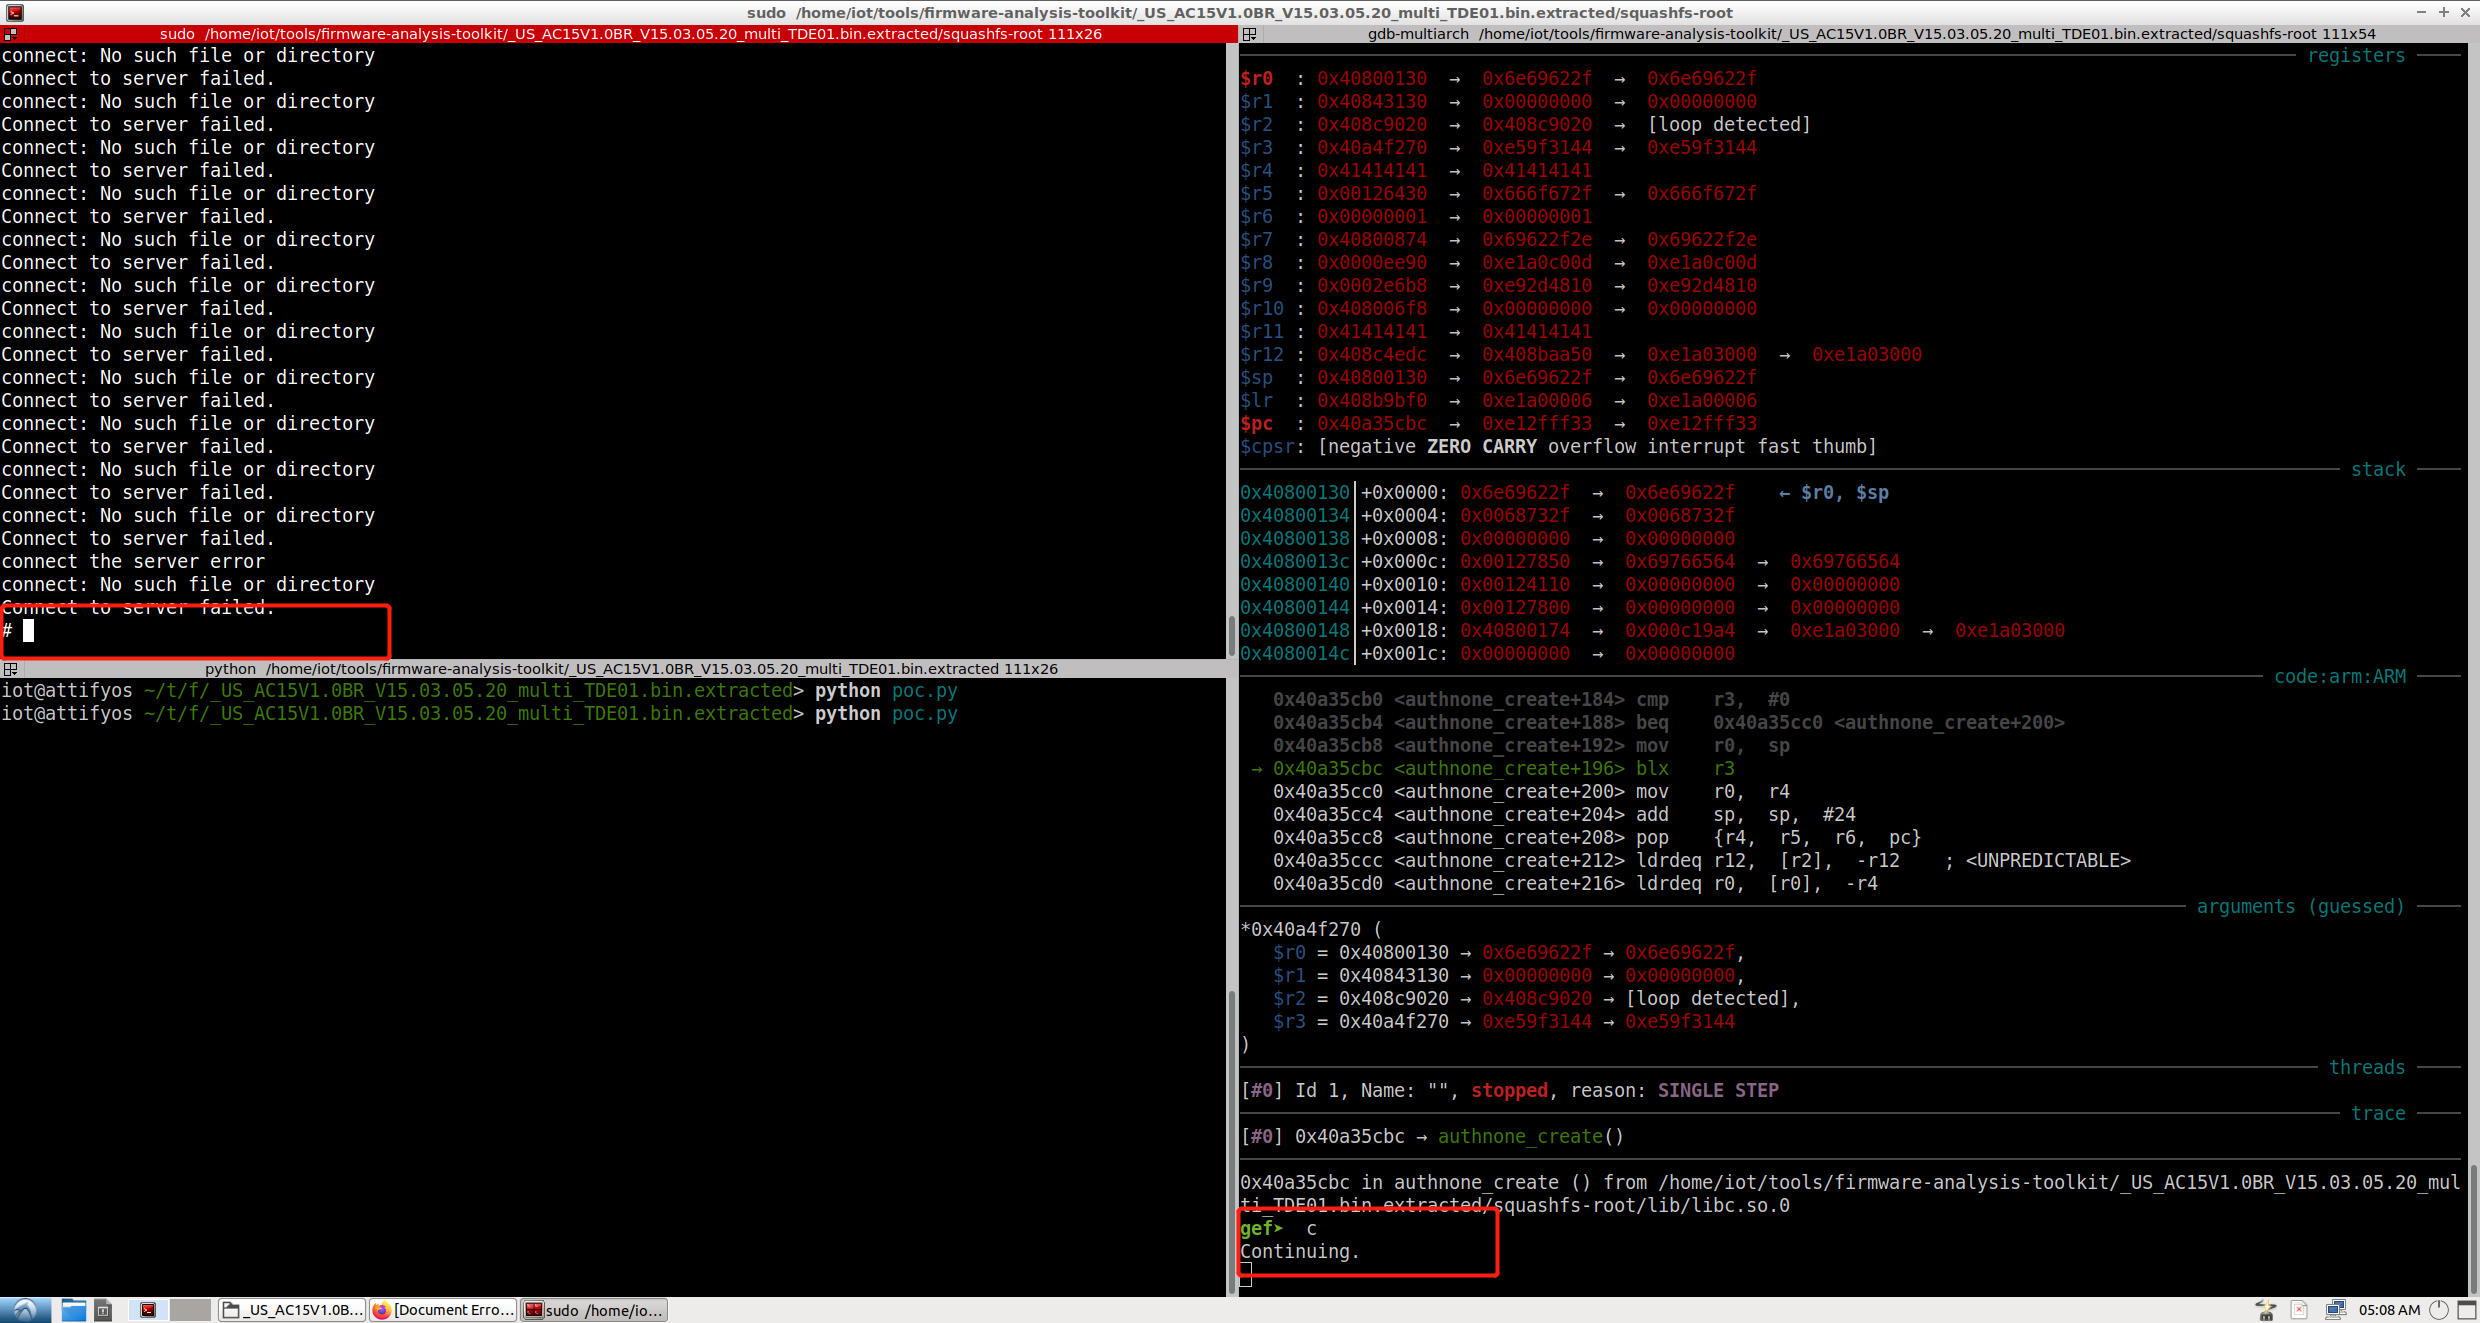 sudo /home/iot/tools/firmware-analysis-toolkit/_US_AC15V1.0BR_V15.03.05.20_multi_TDE01.bin.extracted/squashfs-root
sudo /home/iot/tools/firmware-analysis-toolkit/_US_AC15V1.0BR_V15.03.05.20_multi_TDE01.bin.extracted/squashfs-root 111x26
connect: No such file or directory
Connect to server failed.
connect: No such file or directory
Connect to server failed.
connect: No such file or directory
Connect to server failed.
connect: No such file or directory
Connect to server failed.
connect: No such file or directory
Connect to server failed.
connect: No such file or directory
Connect to server failed.
connect: No such file or directory
Connect to server failed.
connect: No such file or directory
Connect to server failed.
connect: No such file or directory
Connect to server failed.
connect: No such file or directory
Connect to server failed.
connect: No such file or directory
Connect to server failed.
connect the server error
connect: No such file or directory
Connect to server failed.
#
python /home/iot/tools/firmware-analysis-toolkit/_US_AC15V1.0BR_V15.03.05.20_multi_TDE01.bin.extracted 111x26
iot@attifyos ~/t/f/_US_AC15V1.0BR_V15.03.05.20_multi_TDE01.bin.extracted> python poc.py
iot@attifyos ~/t/f/_US_AC15V1.0BR_V15.03.05.20_multi_TDE01.bin.extracted> python poc.py
gdb-multiarch /home/iot/tools/firmware-analysis-toolkit/_US_AC15V1.0BR_V15.03.05.20_multi_TDE01.bin.extracted/squashfs-root 111x54
registers
$r0 : 0x40800130 → 0x6e69622f → 0x6e69622f
$r1 : 0x40843130 → 0x00000000 → 0x00000000
$r2 : 0x408c9020 → 0x408c9020 → [loop detected]
$r3 : 0x40a4f270 → 0xe59f3144 → 0xe59f3144
$r4 : 0x41414141 → 0x41414141
$r5 : 0x00126430 → 0x666f672f → 0x666f672f
$r6 : 0x00000001 → 0x00000001
$r7 : 0x40800874 → 0x69622f2e → 0x69622f2e
$r8 : 0x0000ee90 → 0xe1a0c00d → 0xe1a0c00d
$r9 : 0x0002e6b8 → 0xe92d4810 → 0xe92d4810
$r10 : 0x408006f8 → 0x00000000 → 0x00000000
$r11 : 0x41414141 → 0x41414141
$r12 : 0x408c4edc → 0x408baa50 → 0xe1a03000 → 0xe1a03000
$sp : 0x40800130 → 0x6e69622f → 0x6e69622f
$lr : 0x408b9bf0 → 0xe1a00006 → 0xe1a00006
$pc : 0x40a35cbc → 0xe12fff33 → 0xe12fff33
$cpsr: [negative ZERO CARRY overflow interrupt fast thumb]
stack
0x40800130│+0x0000: 0x6e69622f → 0x6e69622f ← $r0, $sp
0x40800134│+0x0004: 0x0068732f → 0x0068732f
0x40800138│+0x0008: 0x00000000 → 0x00000000
0x4080013c│+0x000c: 0x00127850 → 0x69766564 → 0x69766564
0x40800140│+0x0010: 0x00124110 → 0x00000000 → 0x00000000
0x40800144│+0x0014: 0x00127800 → 0x00000000 → 0x00000000
0x40800148│+0x0018: 0x40800174 → 0x000c19a4 → 0xe1a03000 → 0xe1a03000
0x4080014c│+0x001c: 0x00000000 → 0x00000000
code:arm:ARM
0x40a35cb0 <authnone_create+184> cmp r3, #0
0x40a35cb4 <authnone_create+188> beq 0x40a35cc0 <authnone_create+200>
0x40a35cb8 <authnone_create+192> mov r0, sp
→ 0x40a35cbc <authnone_create+196> blx r3
0x40a35cc0 <authnone_create+200> mov r0, r4
0x40a35cc4 <authnone_create+204> add sp, sp, #24
0x40a35cc8 <authnone_create+208> pop {r4, r5, r6, pc}
0x40a35ccc <authnone_create+212> ldrdeq r12, [r2], -r12 ; <UNPREDICTABLE>
0x40a35cd0 <authnone_create+216> ldrdeq r0, [r0], -r4
arguments (guessed)
*0x40a4f270 (
$r0 = 0x40800130 → 0x6e69622f → 0x6e69622f,
$r1 = 0x40843130 → 0x00000000 → 0x00000000,
$r2 = 0x408c9020 → 0x408c9020 → [loop detected],
$r3 = 0x40a4f270 → 0xe59f3144 → 0xe59f3144
)
threads
[#0] Id 1, Name: "", stopped, reason: SINGLE STEP
trace
[#0] 0x40a35cbc → authnone_create()
0x40a35cbc in authnone_create () from /home/iot/tools/firmware-analysis-toolkit/_US_AC15V1.0BR_V15.03.05.20_mul
ti_TDE01.bin.extracted/squashfs-root/lib/libc.so.0
gef➤ c
Continuing.
_US_AC15V1.0B...
[Document Erro...
sudo /home/io...
05:08 AM